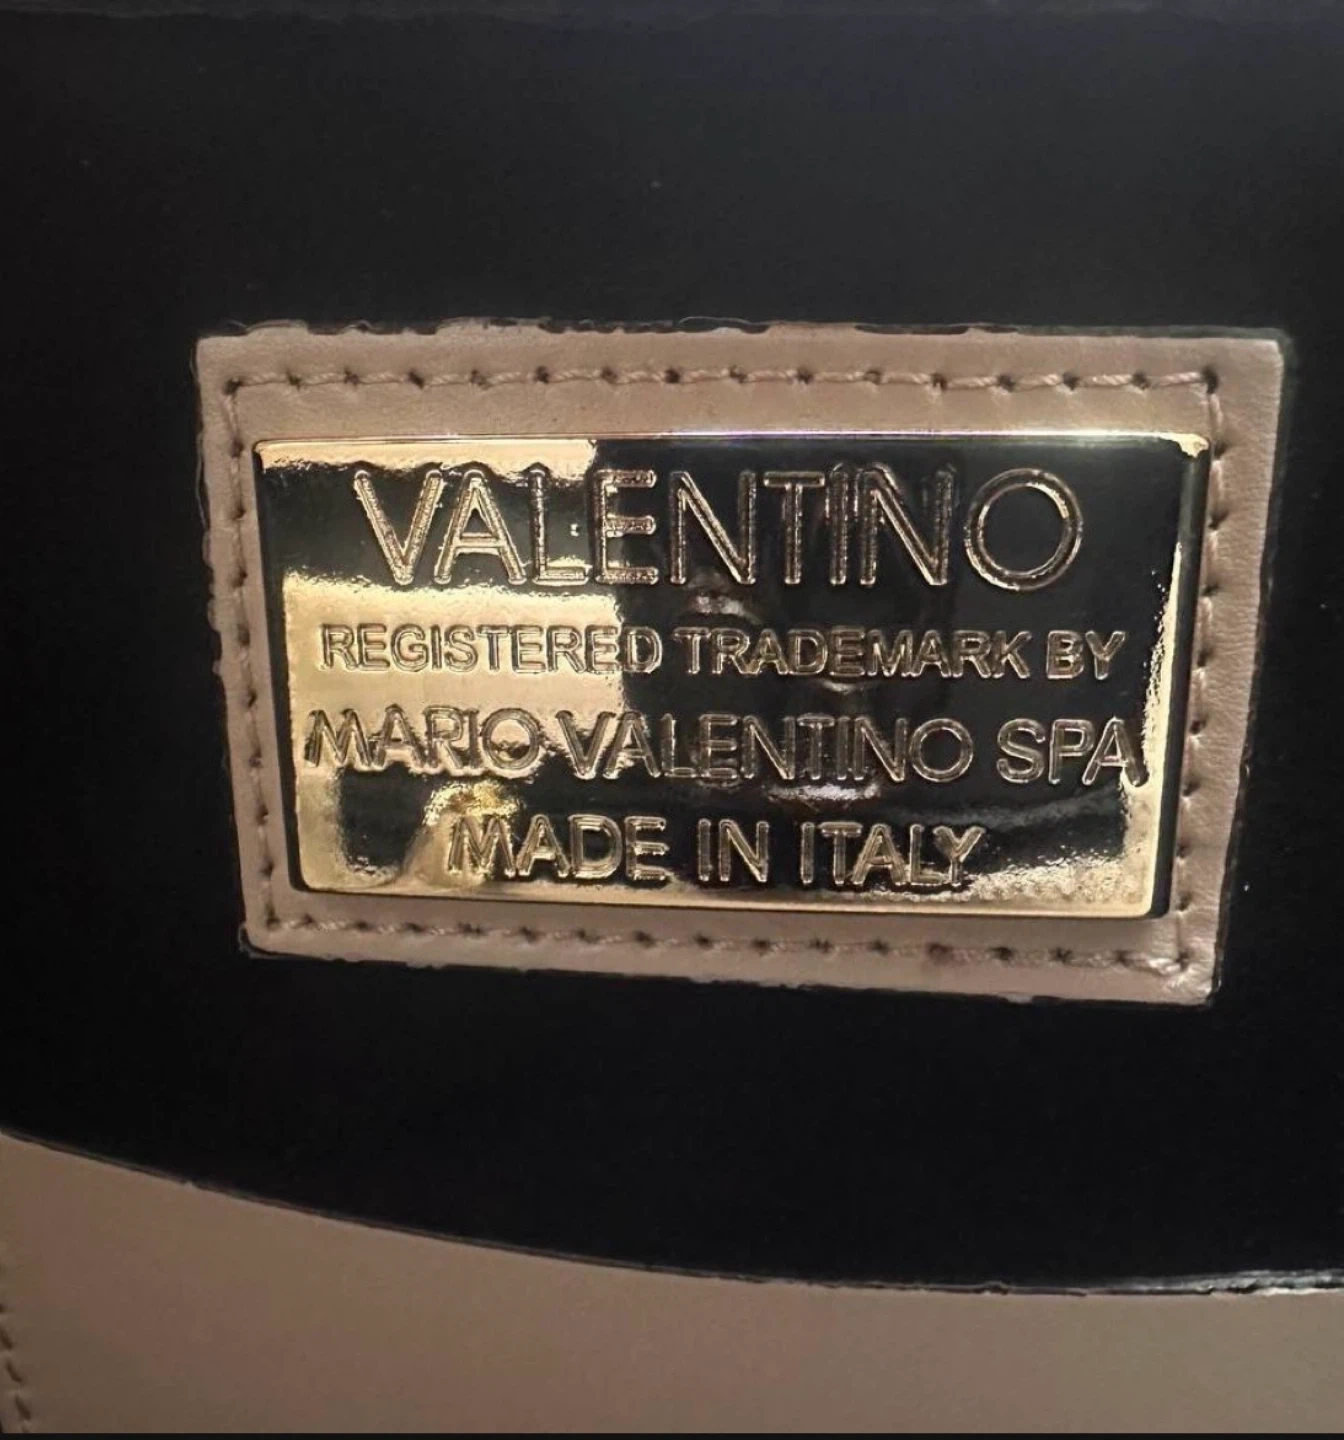 VALENTINO
REGISTERED TRADEMARK BY
MARIO VALENTINO SPA
MADE IN ITALY